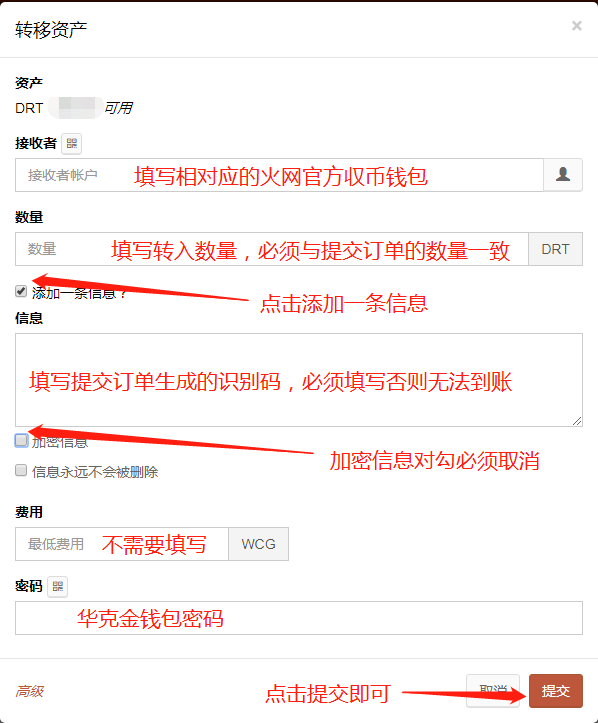 转移资产
×
资产
DRT 可用
接收者
接收者帐户 填写相对应的火网官方収币钱包
数量
数量 填写转入数量，必须与提交订单的数量一致 DRT
添加一条信息？
点击添加一条信息
信息
填写提交订单生成的识别码，必须填写否则无法到账
加密信息
加密信息对勾必须取消
信息永远不会被删除
费用
最低费用 不需要填写 WCG
密码
华克金钱包密码
高级 点击提交即可 取消 提交